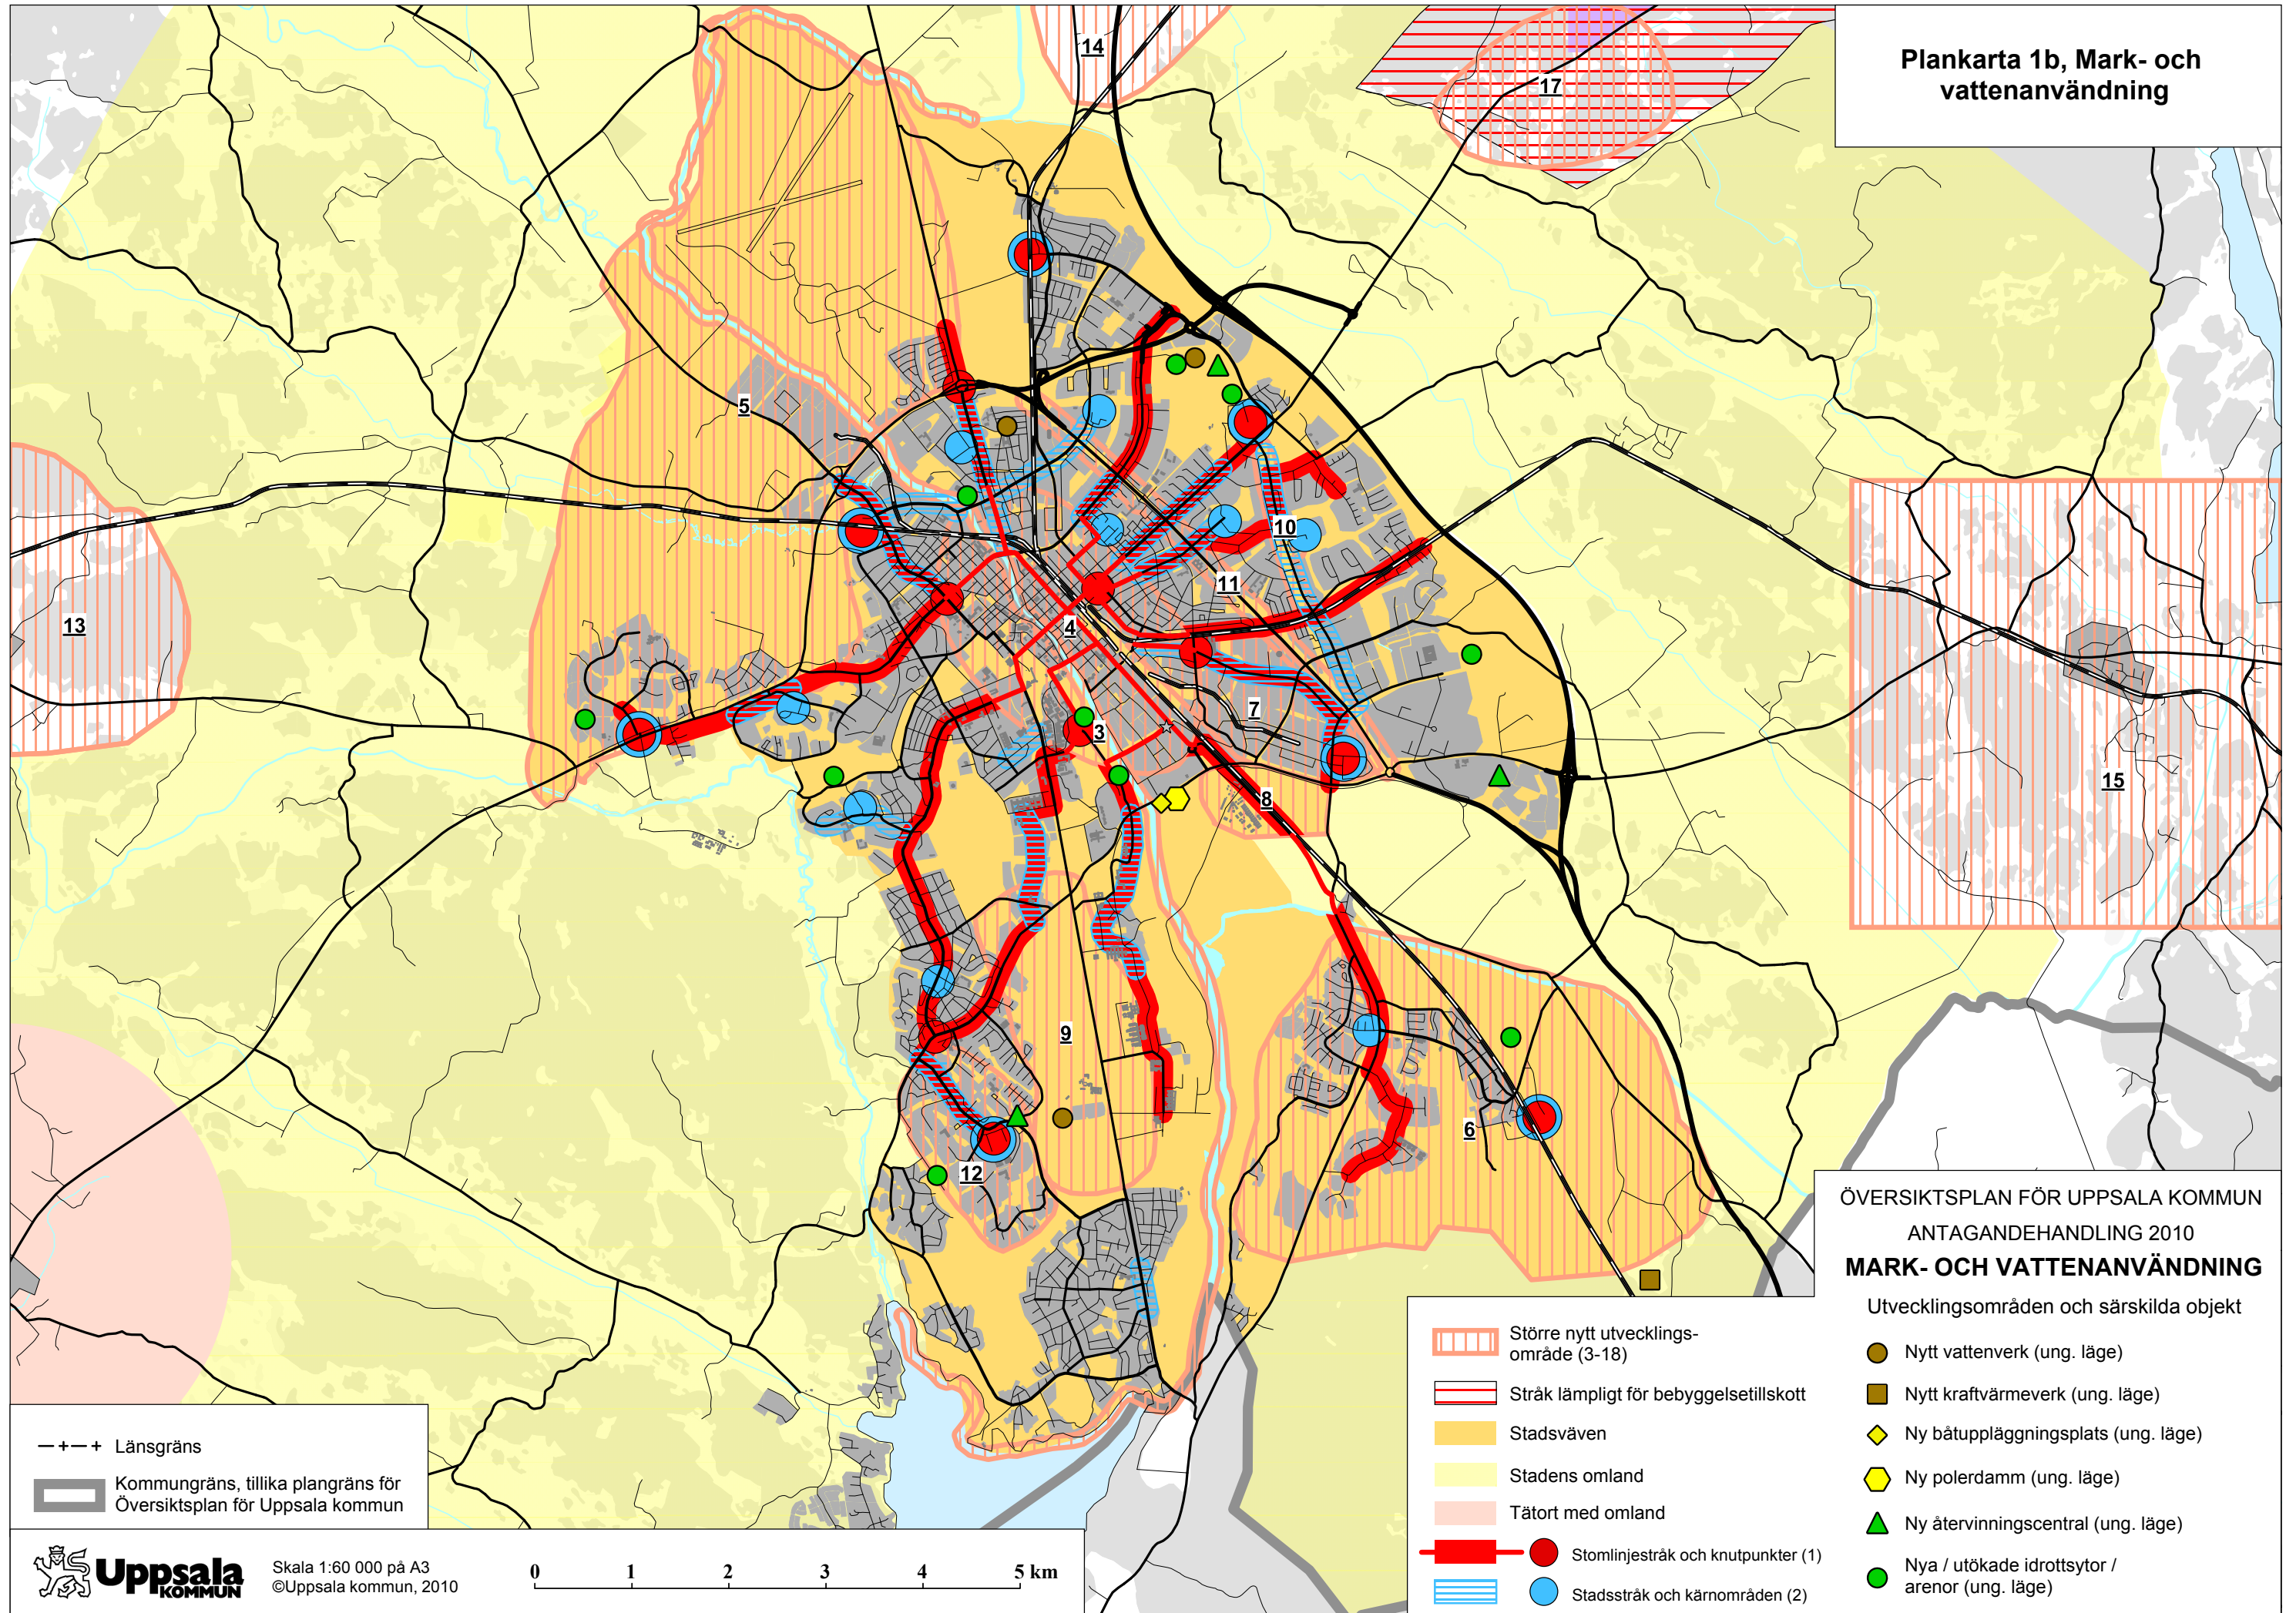 Plankarta 1b, Mark- och
vattenanvändning
14
17
5
13
10
11
4
7
3
8
15
9
6
12
ÖVERSIKTSPLAN FÖR UPPSALA KOMMUN
ANTAGANDEHANDLING 2010
MARK- OCH VATTENANVÄNDNING
Utvecklingsområden och särskilda objekt
Större nytt utvecklings-
område (3-18)
Stråk lämpligt för bebyggelsetillskott
Stadsväven
Stadens omland
Tätort med omland
Stomlinjestråk och knutpunkter (1)
Stadsstråk och kärnområden (2)
Nytt vattenverk (ung. läge)
Nytt kraftvärmeverk (ung. läge)
Ny båtuppläggningsplats (ung. läge)
Ny polerdamm (ung. läge)
Ny återvinningscentral (ung. läge)
Nya / utökade idrottsytor /
arenor (ung. läge)
Länsgräns
Kommungräns, tillika plangräns för
Översiktsplan för Uppsala kommun
Uppsala
KOMMUN
Skala 1:60 000 på A3
©Uppsala kommun, 2010
0 1 2 3 4 5 km